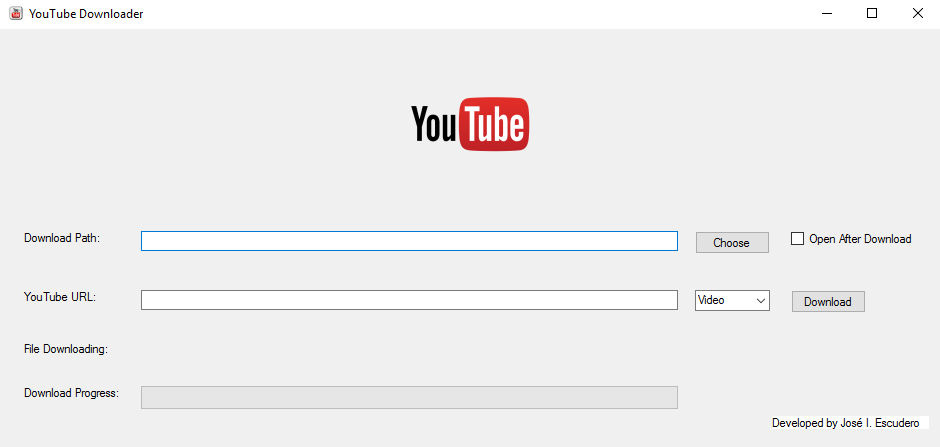 YouTube Downloader
YouTube
Download Path:
Choose
Open After Download
YouTube URL:
Video
Download
File Downloading:
Download Progress:
Developed by José I. Escudero